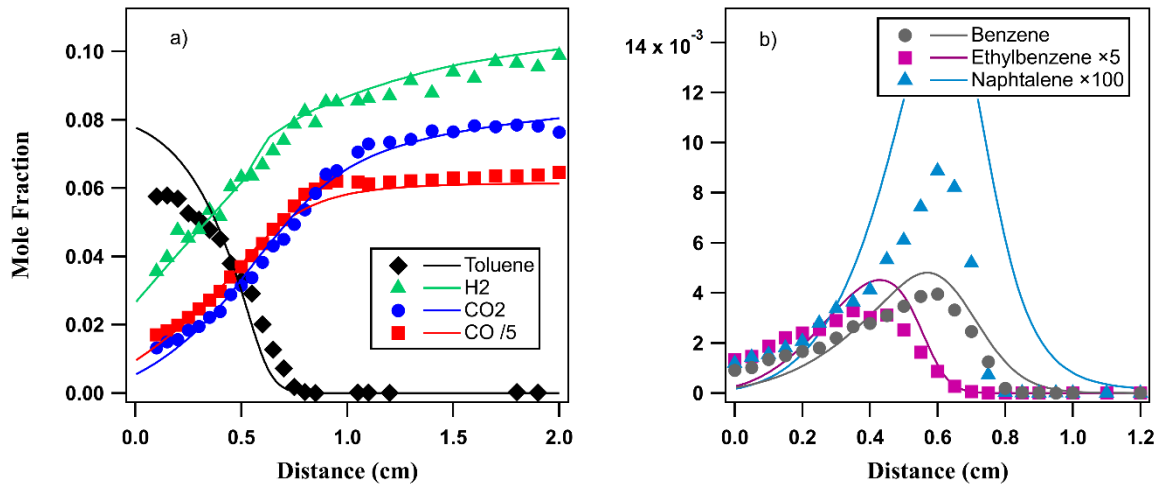 a)
0.10
0.08
0.06
0.04
0.02
0.00
Mole Fraction
Toluene
H2
CO2
CO /5
0.0
0.5
1.0
1.5
2.0
Distance (cm)
b)
14 x 10⁻³
12
10
8
6
4
2
0
Benzene
Ethylbenzene ×5
Naphtalene ×100
0.0
0.2
0.4
0.6
0.8
1.0
1.2
Distance (cm)